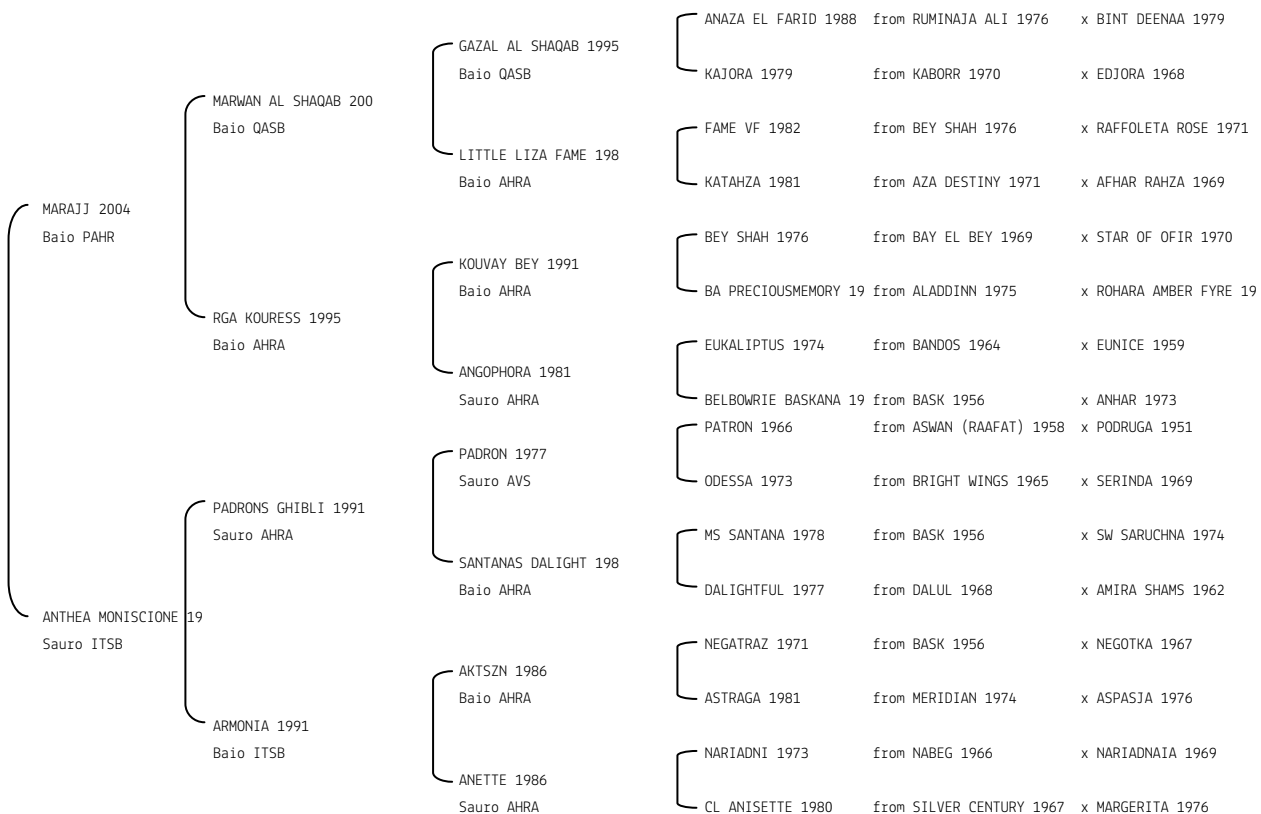 ANAZA EL FARID 1988 from RUMINAJA ALI 1976 x BINT DEENAA 1979
GAZAL AL SHAQAB 1995
Baio QASB
KAJORA 1979 from KABORR 1970 x EDJORA 1968
MARWAN AL SHAQAB 200
Baio QASB
FAME VF 1982 from BEY SHAH 1976 x RAFFOLETA ROSE 1971
LITTLE LIZA FAME 198
Baio AHRA
KATAHZA 1981 from AZA DESTINY 1971 x AFHAR RAHZA 1969
MARAJJ 2004
Baio PAHR
BEY SHAH 1976 from BAY EL BEY 1969 x STAR OF OFIR 1970
KOUVAY BEY 1991
Baio AHRA
BA PRECIOUSMEMORY 19 from ALADDINN 1975 x ROHARA AMBER FYRE 19
RGA KOURESS 1995
Baio AHRA
EUKALIPTUS 1974 from BANDOS 1964 x EUNICE 1959
ANGOPHORA 1981
Sauro AHRA
BELBOWRIE BASKANA 19 from BASK 1956 x ANHAR 1973
PATRON 1966 from ASWAN (RAAFAT) 1958 x PODRUGA 1951
PADRON 1977
Sauro AVS
ODESSA 1973 from BRIGHT WINGS 1965 x SERINDA 1969
PADRONS GHIBLI 1991
Sauro AHRA
MS SANTANA 1978 from BASK 1956 x SW SARUCHNA 1974
SANTANAS DALIGHT 198
Baio AHRA
DALIGHTFUL 1977 from DALUL 1968 x AMIRA SHAMS 1962
ANTHEA MONISCIONE 19
Sauro ITSB
NEGATRAZ 1971 from BASK 1956 x NEGOTKA 1967
AKTSZN 1986
Baio AHRA
ASTRAGA 1981 from MERIDIAN 1974 x ASPASJA 1976
ARMONIA 1991
Baio ITSB
NARIADNI 1973 from NABEG 1966 x NARIADNAIA 1969
ANETTE 1986
Sauro AHRA
CL ANISETTE 1980 from SILVER CENTURY 1967 x MARGERITA 1976